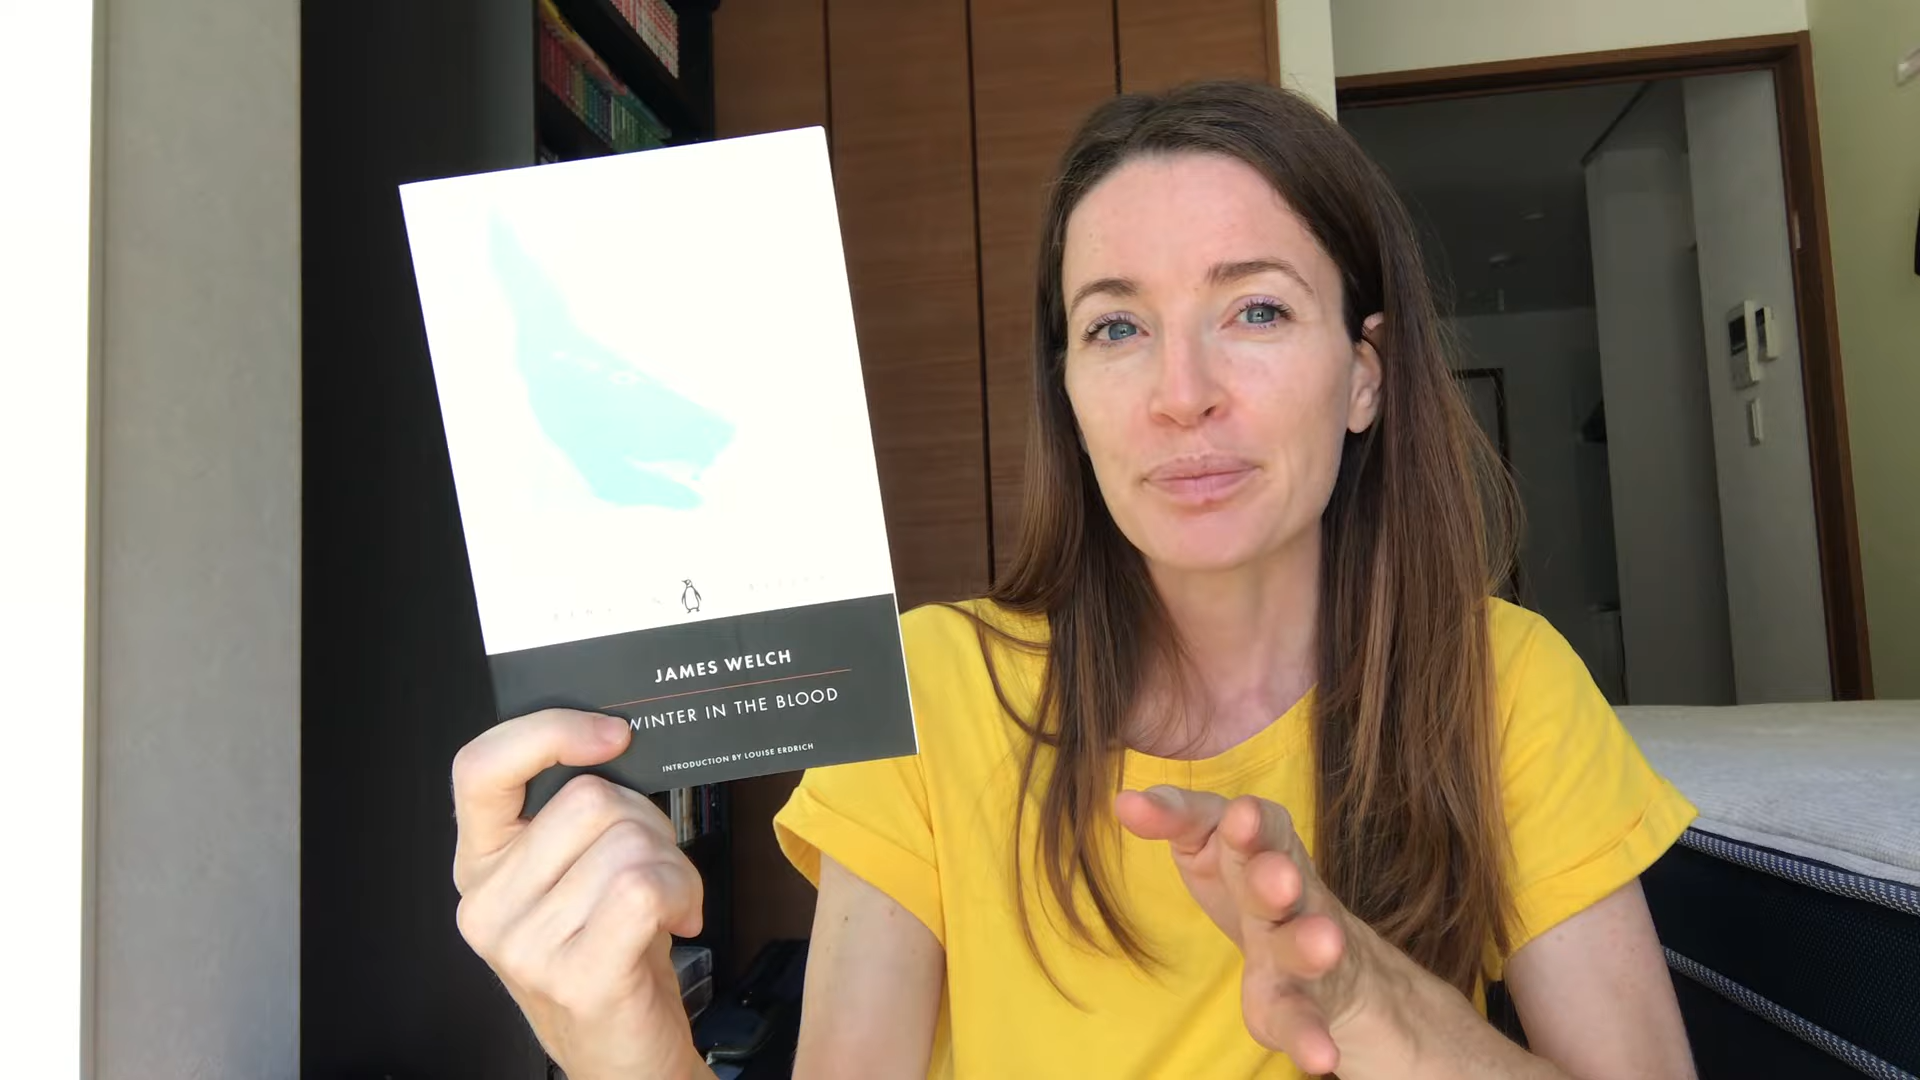 JAMES WELCH
WINTER IN THE BLOOD
INTRODUCTION BY LOUISE ERDRICH